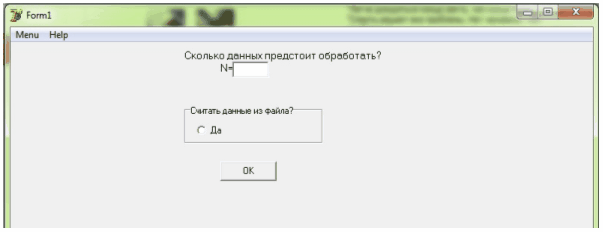 Form1
Menu Help
Сколько данных предстоит обработать?
N=
Считать данные из файла?
Да
OK